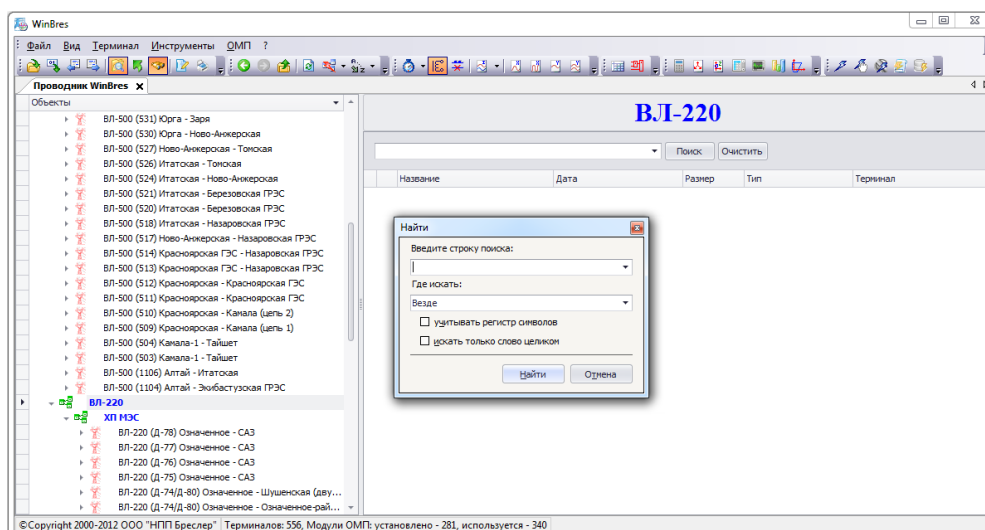 WinBres
Файл Вид Терминал Инструменты ОМП ?
Проводник WinBres X
Объекты
ВЛ-500 (531) Юрга - Заря
ВЛ-500 (530) Юрга - Ново-Анжерская
ВЛ-500 (527) Ново-Анжерская - Томская
ВЛ-500 (526) Итатская - Томская
ВЛ-500 (524) Итатская - Ново-Анжерская
ВЛ-500 (521) Итатская - Березовская ГРЭС
ВЛ-500 (520) Итатская - Березовская ГРЭС
ВЛ-500 (518) Итатская - Назаровская ГРЭС
ВЛ-500 (517) Ново-Анжерская - Назаровская ГРЭС
ВЛ-500 (514) Красноярская ГЭС - Назаровская ГРЭС
ВЛ-500 (513) Красноярская ГЭС - Назаровская ГРЭС
ВЛ-500 (512) Красноярская - Красноярская ГЭС
ВЛ-500 (511) Красноярская - Красноярская ГЭС
ВЛ-500 (510) Красноярская - Камала (цепь 2)
ВЛ-500 (509) Красноярская - Камала (цепь 1)
ВЛ-500 (504) Камала-1 - Тайшет
ВЛ-500 (503) Камала-1 - Тайшет
ВЛ-500 (1106) Алтай - Итатская
ВЛ-500 (1104) Алтай - Экибастузская ГРЭС
ВЛ-220
ХП МЭС
ВЛ-220 (Д-78) Означенное - САЗ
ВЛ-220 (Д-77) Означенное - САЗ
ВЛ-220 (Д-76) Означенное - САЗ
ВЛ-220 (Д-75) Означенное - САЗ
ВЛ-220 (Д-74/Д-80) Означенное - Шушенская (дву...
ВЛ-220 (Д-74/Д-80) Означенное - Означенное-рай...
ВЛ-220
Поиск Очистить
Название Дата Размер Тип Терминал
Найти
Введите строку поиска:
Где искать:
Везде
учитывать регистр символов
искать только слово целиком
Найти Отмена
©Copyright 2000-2012 ООО "НПП Бреслер" Терминалов: 556, Модули ОМП: установлено - 281, используется - 340